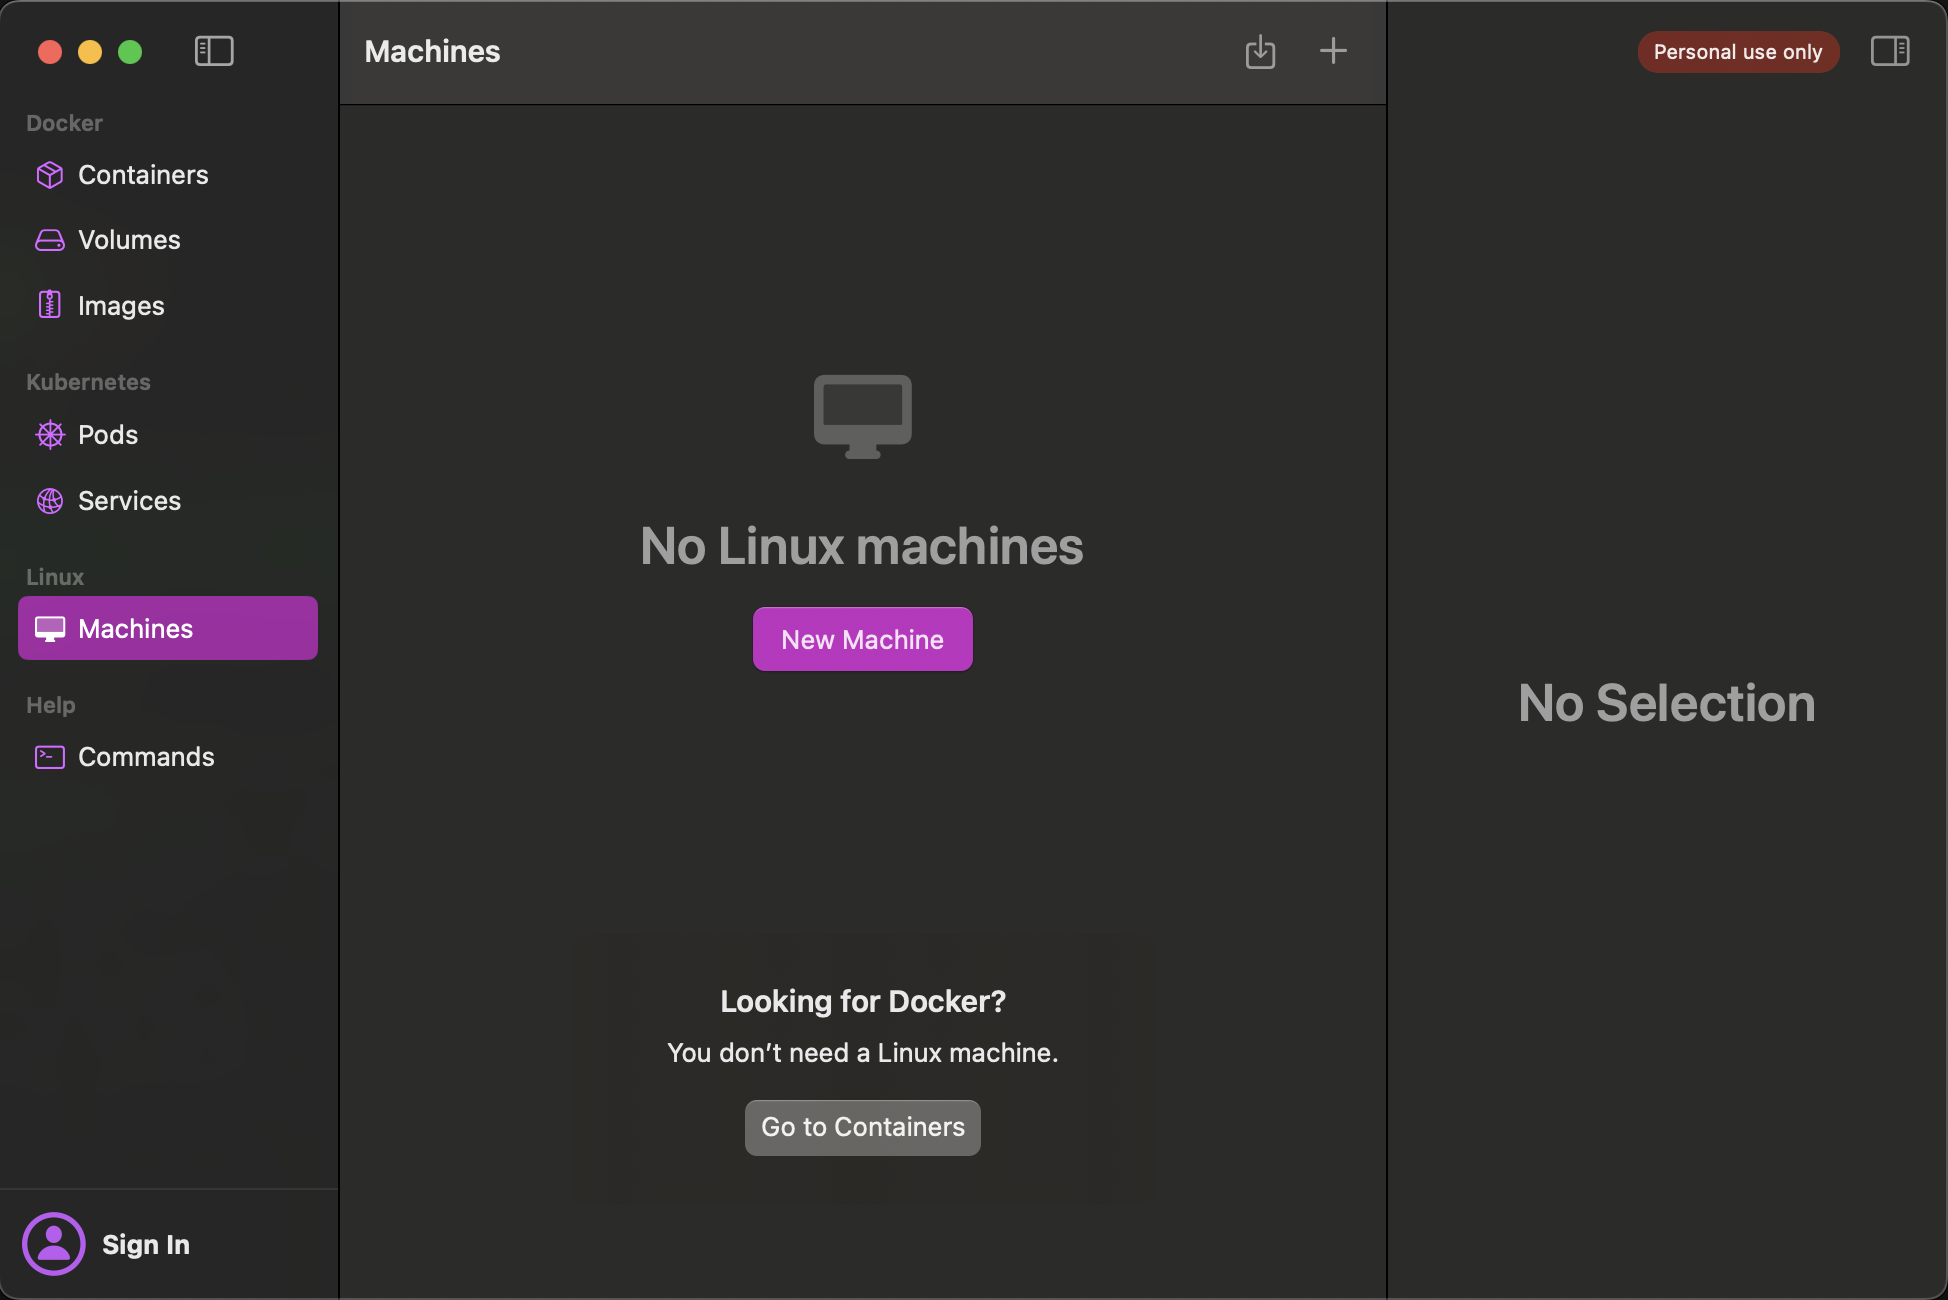 Docker
Containers
Volumes
Images
Kubernetes
Pods
Services
Linux
Machines
Help
Commands
Sign In
Machines
No Linux machines
New Machine
Looking for Docker?
You don’t need a Linux machine.
Go to Containers
Personal use only
No Selection